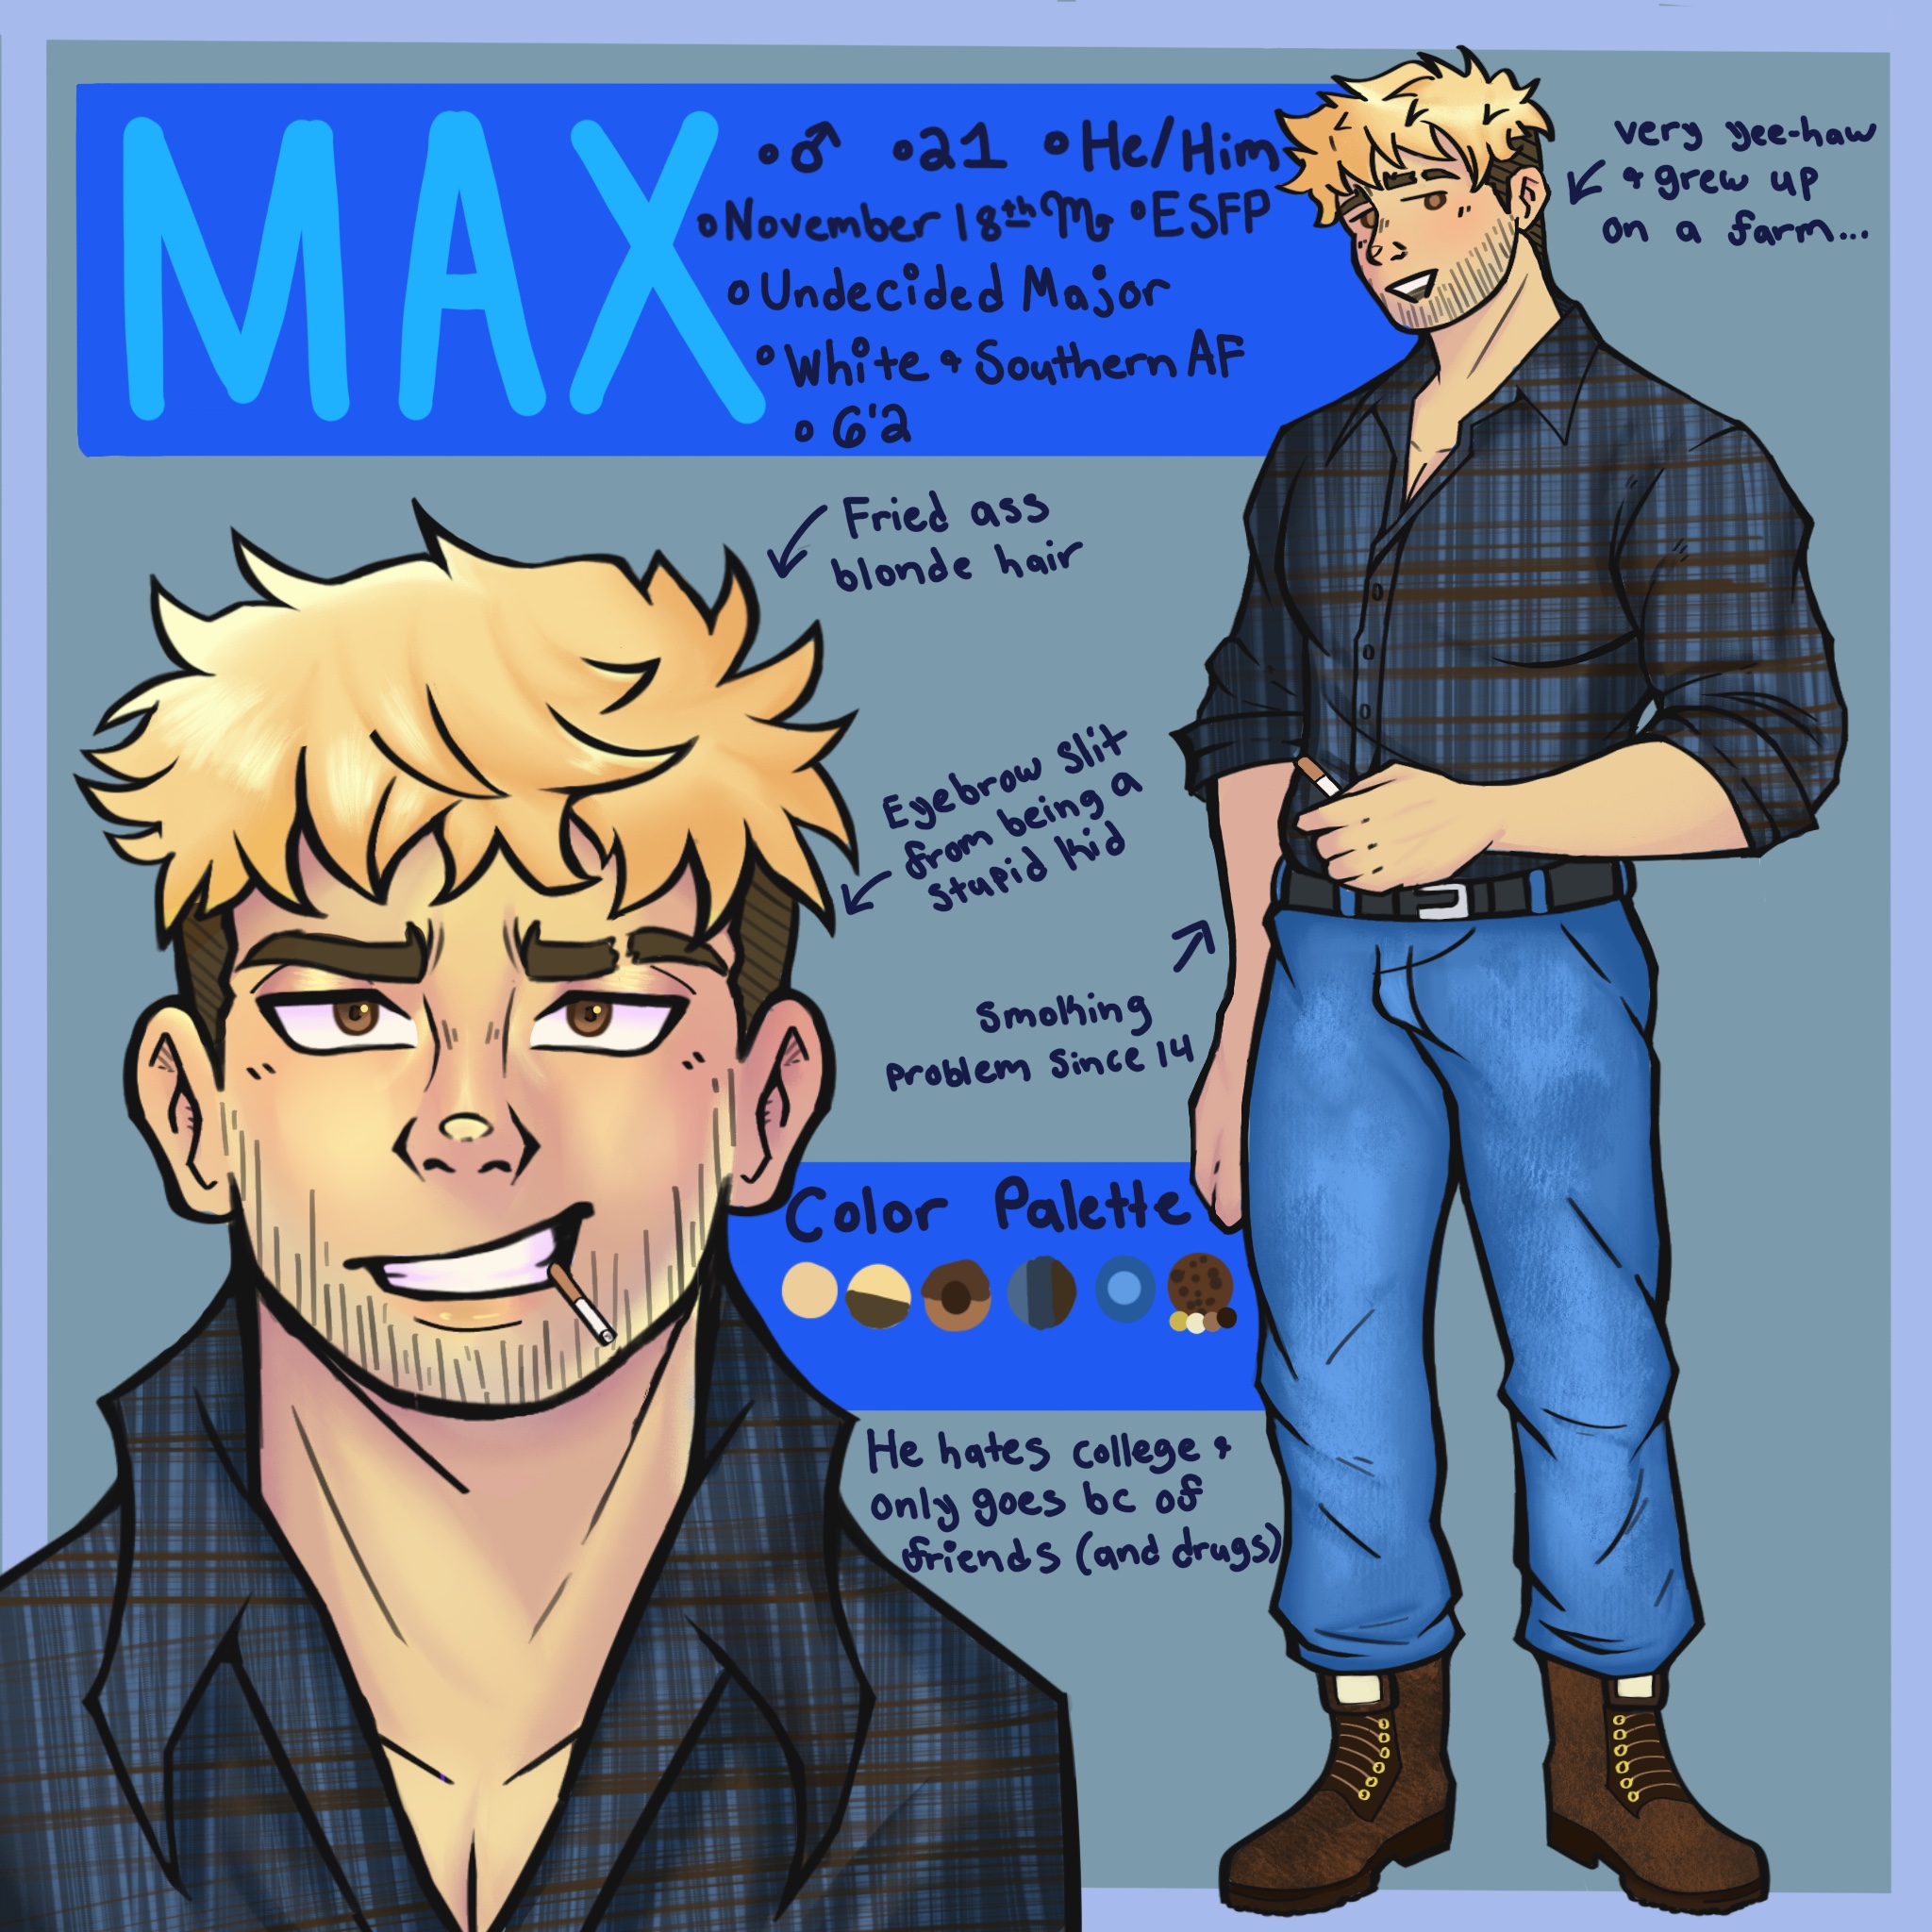 MAX
• ♂ • 21 • He/Him
• November 18th ♏ • ESFP
• Undecided Major
• White & Southern AF
• 6'2
very yee-haw
& grew up
on a farm...
Fried ass
blonde hair
Eyebrow slit
from being a
stupid kid
Smoking
problem since 14
Color Palette
He hates college &
only goes bc of
friends (and drugs)